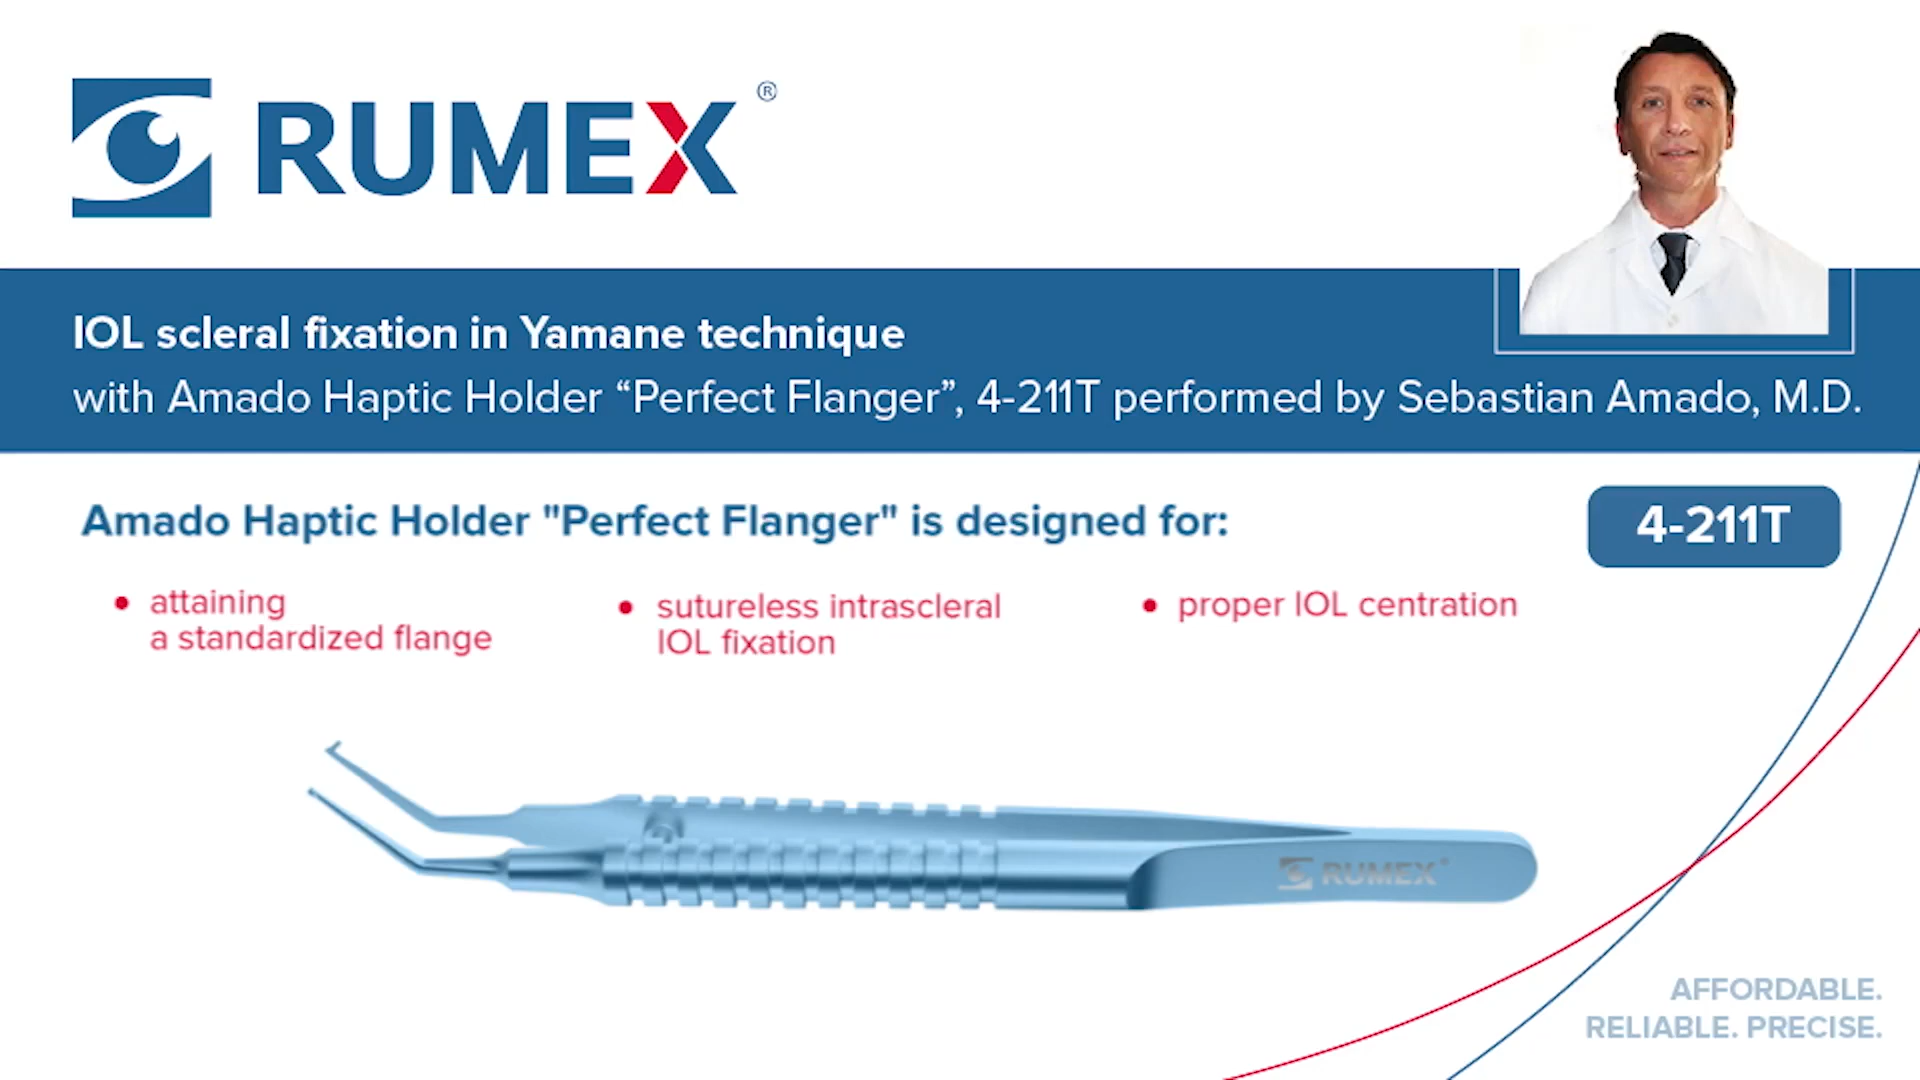 RUMEX®
IOL scleral fixation in Yamane technique
with Amado Haptic Holder “Perfect Flanger”, 4-211T performed by Sebastian Amado, M.D.
Amado Haptic Holder "Perfect Flanger" is designed for:
4-211T
• attaining
a standardized flange
• sutureless intrascleral
IOL fixation
• proper IOL centration
RUMEX®
AFFORDABLE.
RELIABLE. PRECISE.